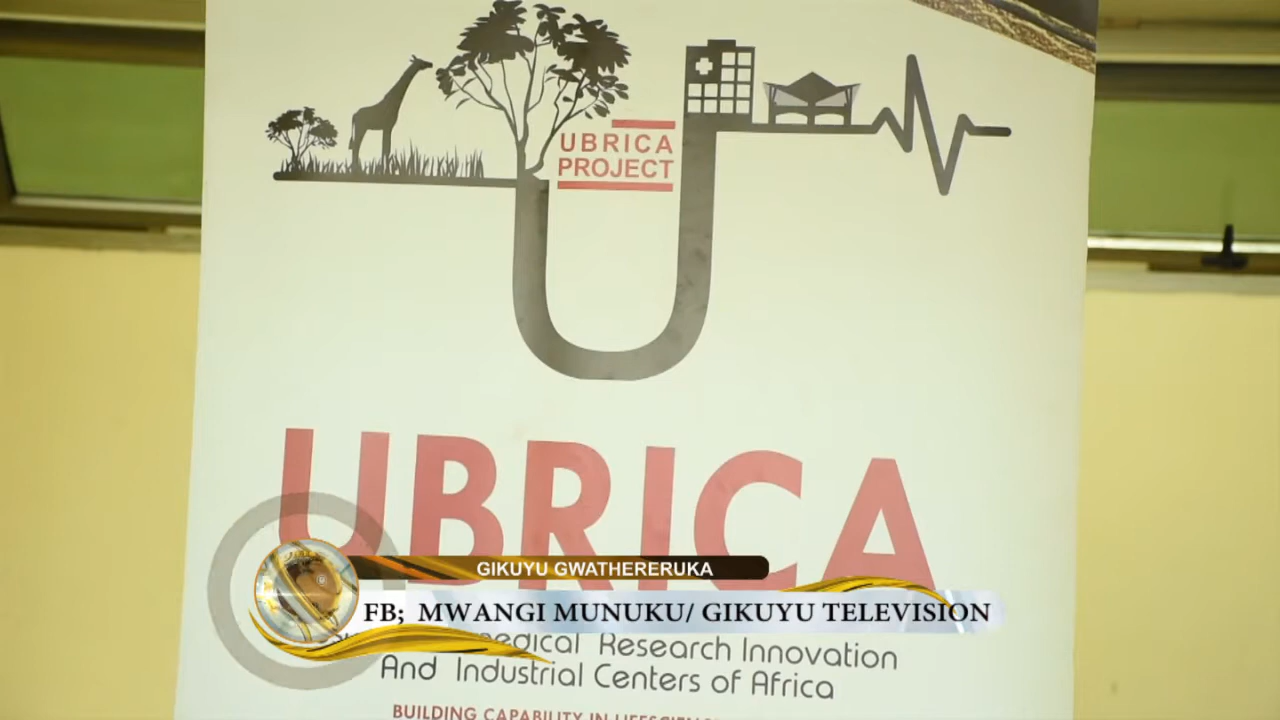 UBRICA
PROJECT
UBRICA
GIKUYU GWATHERERUKA
FB; MWANGI MUNUKU/ GIKUYU TELEVISION
Research Innovation
And Industrial Centers of Africa
BUILDING CAPABILITY IN